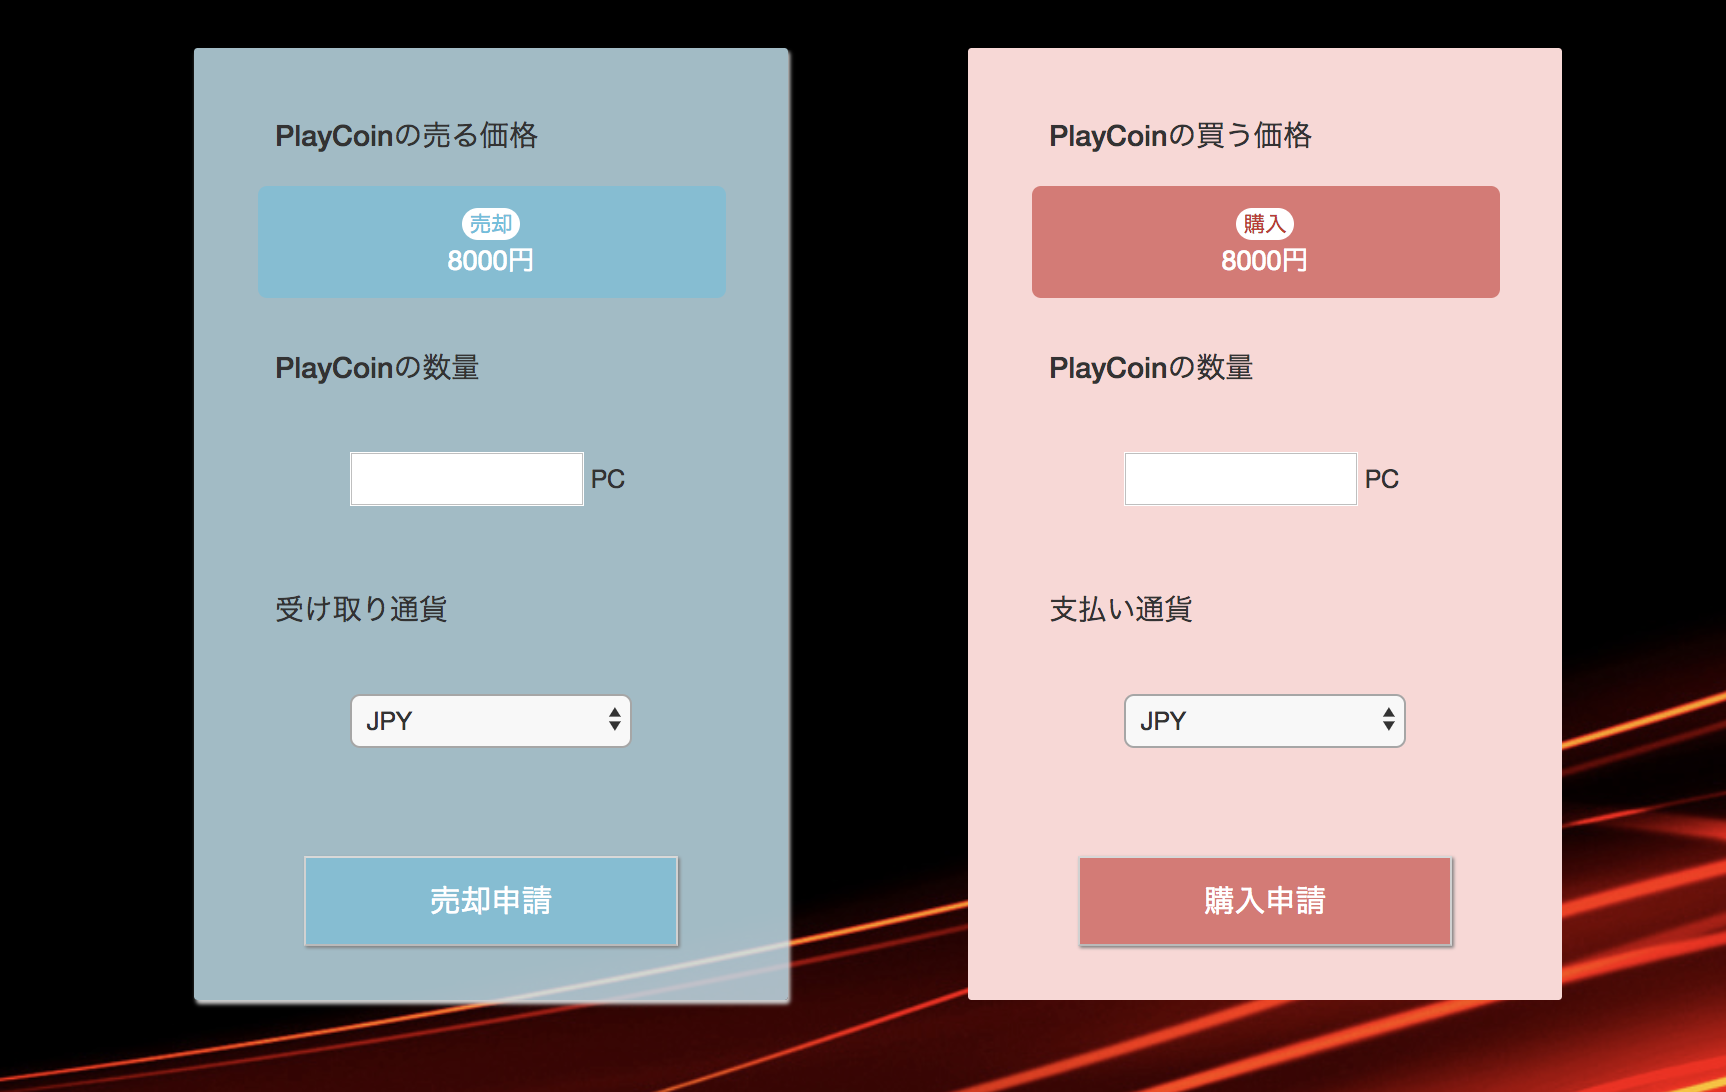 PlayCoinの売る価格
売却
8000円
PlayCoinの数量
PC
受け取り通貨
JPY
売却申請
PlayCoinの買う価格
購入
8000円
PlayCoinの数量
PC
支払い通貨
JPY
購入申請